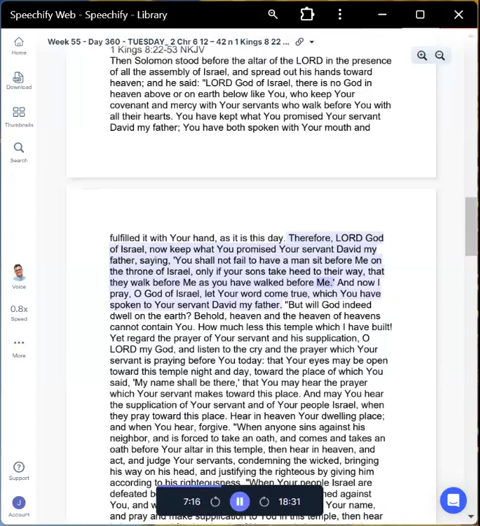 Speechify Web - Speechify - Library
Week 55 - Day 360 - TUESDAY_ 2 Chr 6 12 – 42 n 1 Kings 8 22 ...
Home
Download
Thumbnails
Search
Voice
0.8x
Speed
More
Support
J
Account
1 Kings 8:22-53 NKJV
Then Solomon stood before the altar of the LORD in the presence
of all the assembly of Israel, and spread out his hands toward
heaven; and he said: "LORD God of Israel, there is no God in
heaven above or on earth below like You, who keep Your
covenant and mercy with Your servants who walk before You with
all their hearts. You have kept what You promised Your servant
David my father; You have both spoken with Your mouth and
fulfilled it with Your hand, as it is this day. Therefore, LORD God
of Israel, now keep what You promised Your servant David my
father, saying, 'You shall not fail to have a man sit before Me on
the throne of Israel, only if your sons take heed to their way, that
they walk before Me as you have walked before Me.' And now I
pray, O God of Israel, let Your word come true, which You have
spoken to Your servant David my father. "But will God indeed
dwell on the earth? Behold, heaven and the heaven of heavens
cannot contain You. How much less this temple which I have built!
Yet regard the prayer of Your servant and his supplication, O
LORD my God, and listen to the cry and the prayer which Your
servant is praying before You today: that Your eyes may be open
toward this temple night and day, toward the place of which You
said, 'My name shall be there,' that You may hear the prayer
which Your servant makes toward this place. And may You hear
the supplication of Your servant and of Your people Israel, when
they pray toward this place. Hear in heaven Your dwelling place;
and when You hear, forgive. "When anyone sins against his
neighbor, and is forced to take an oath, and comes and takes an
oath before Your altar in this temple, then hear in heaven, and
act, and judge Your servants, condemning the wicked, bringing
his way on his head, and justifying the righteous by giving him
according to his righteousness. "When Your people Israel are
defeated b
ned against
You, and w
Your name,
and pray and make supplication to You in this temple, then hear
7:16
18:31